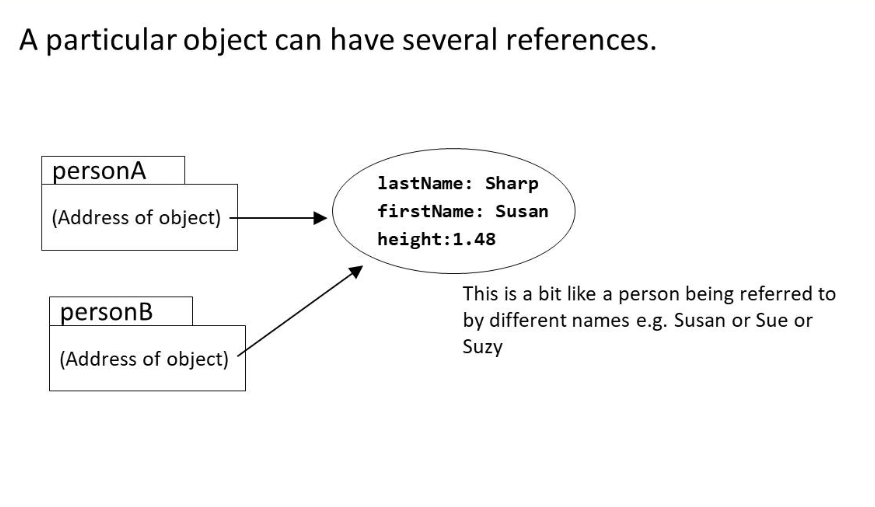 A particular object can have several references.
personA
(Address of object)
lastName: Sharp
firstName: Susan
height:1.48
personB
(Address of object)
This is a bit like a person being referred to
by different names e.g. Susan or Sue or
Suzy